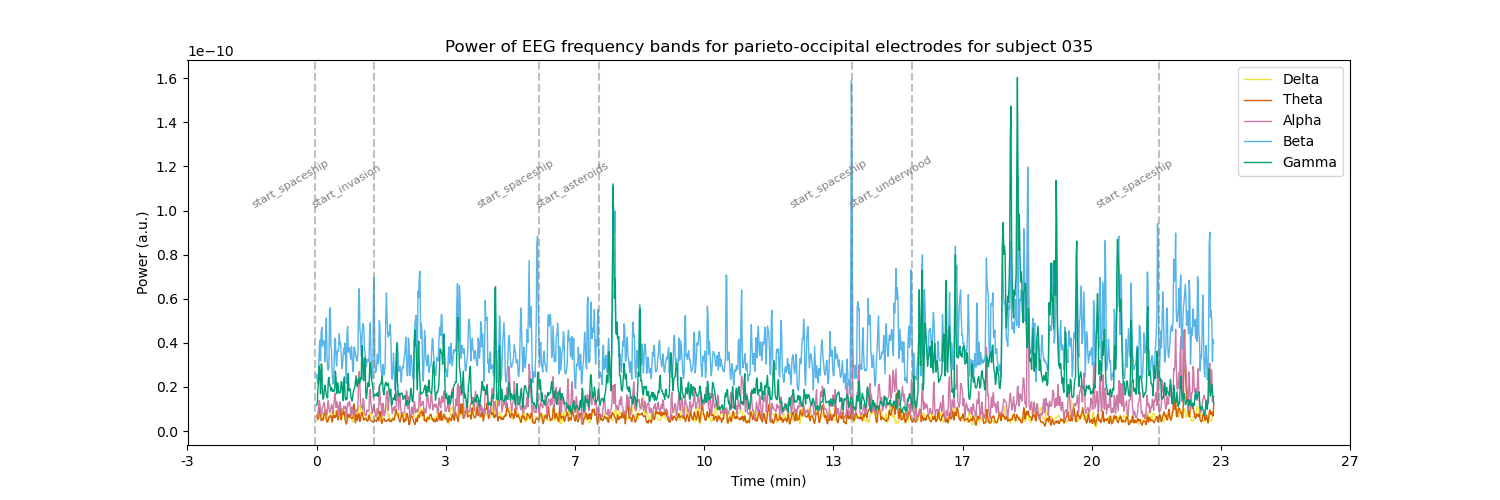 Power of EEG frequency bands for parieto-occipital electrodes for subject 035
1e−10
1.6
1.4
1.2
1.0
0.8
0.6
0.4
0.2
0.0
Power (a.u.)
start_spaceship
start_invasion
start_spaceship
start_asteroids
start_spaceship
start_underwood
start_spaceship
Delta
Theta
Alpha
Beta
Gamma
-3 0 3 7 10 13 17 20 23 27
Time (min)